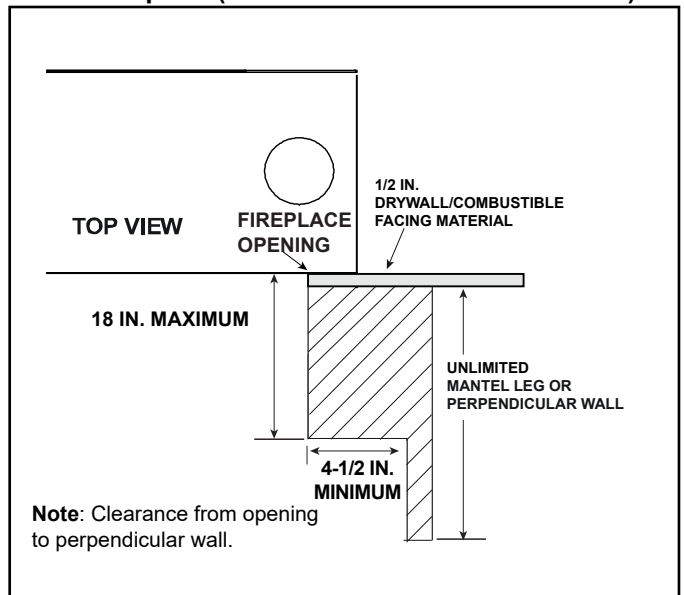 1/2 IN.
DRYWALL/COMBUSTIBLE
FACING MATERIAL
TOP VIEW
FIREPLACE
OPENING
18 IN. MAXIMUM
UNLIMITED
MANTEL LEG OR
PERPENDICULAR WALL
4-1/2 IN.
MINIMUM
Note: Clearance from opening
to perpendicular wall.